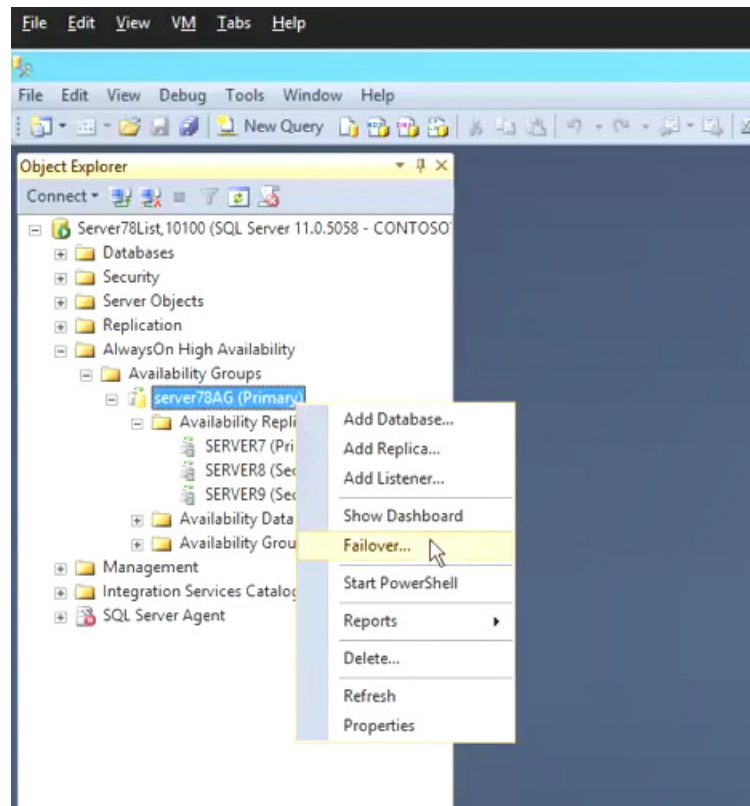 File Edit View VM Tabs Help
File Edit View Debug Tools Window Help
New Query
Object Explorer
Connect
Server78List,10100 (SQL Server 11.0.5058 - CONTOSO
Databases
Security
Server Objects
Replication
AlwaysOn High Availability
Availability Groups
server78AG (Primary)
Availability Repli
SERVER7 (Pri
SERVER8 (Sec
SERVER9 (Sec
Availability Data
Availability Grou
Management
Integration Services Catalog
SQL Server Agent
Add Database...
Add Replica...
Add Listener...
Show Dashboard
Failover...
Start PowerShell
Reports
Delete...
Refresh
Properties